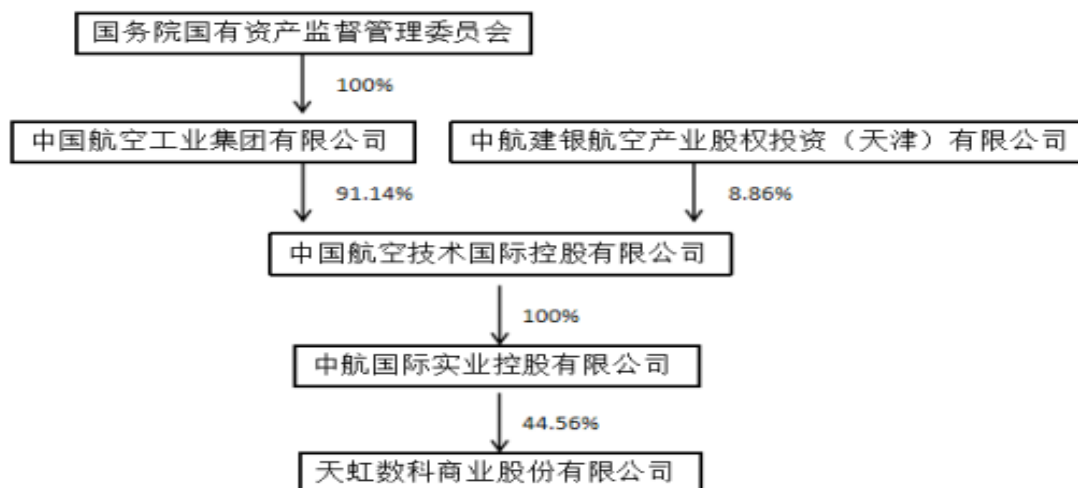 国务院国有资产监督管理委员会
100%
中国航空工业集团有限公司
中航建银航空产业股权投资（天津）有限公司
91.14%
8.86%
中国航空技术国际控股有限公司
100%
中航国际实业控股有限公司
44.56%
天虹数科商业股份有限公司